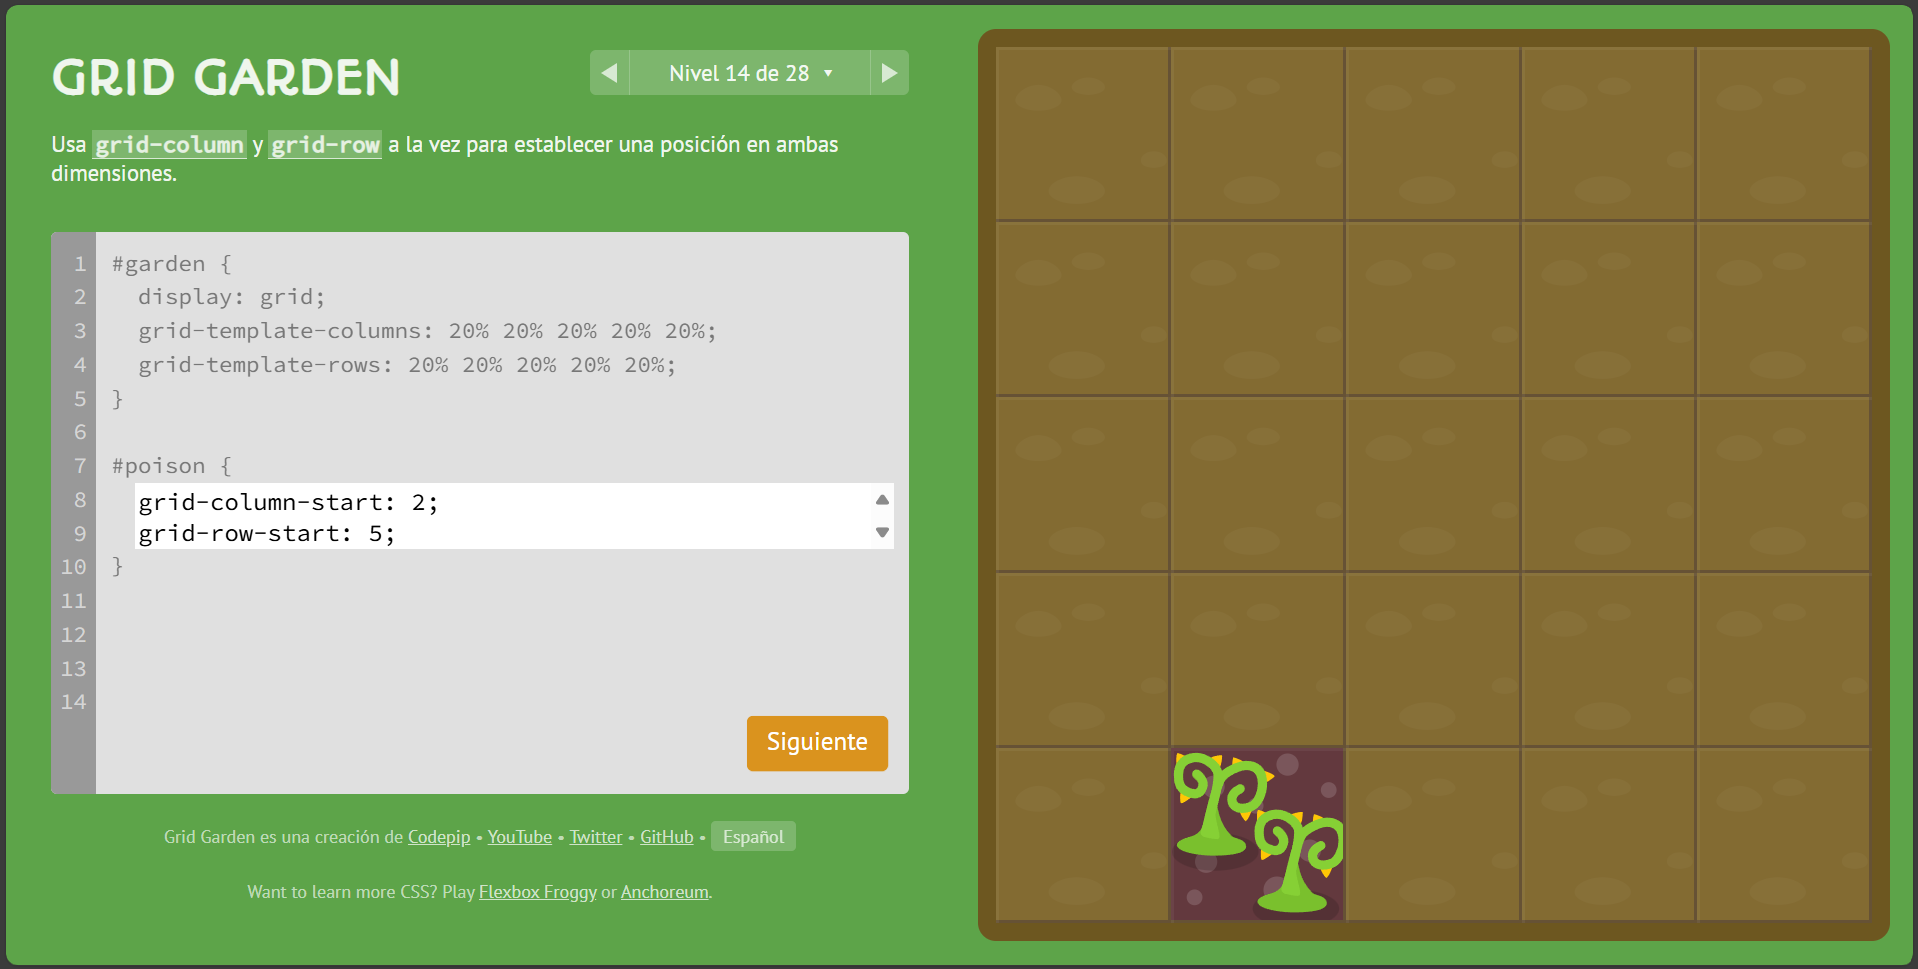 GRID GARDEN
Nivel 14 de 28
Usa grid-column y grid-row a la vez para establecer una posición en ambas
dimensiones.
1 #garden {
2 display: grid;
3 grid-template-columns: 20% 20% 20% 20% 20%;
4 grid-template-rows: 20% 20% 20% 20% 20%;
5 }
6
7 #poison {
8 grid-column-start: 2;
9 grid-row-start: 5;
10 }
11
12
13
14
Siguiente
Grid Garden es una creación de Codepip • YouTube • Twitter • GitHub • Español
Want to learn more CSS? Play Flexbox Froggy or Anchoreum.